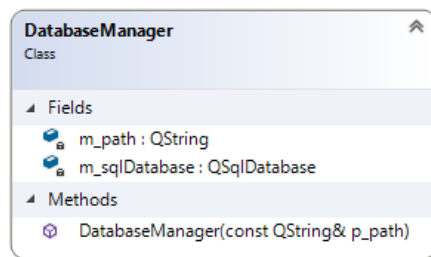 DatabaseManager
Class
Fields
m_path : QString
m_sqlDatabase : QSqlDatabase
Methods
DatabaseManager(const QString& p_path)